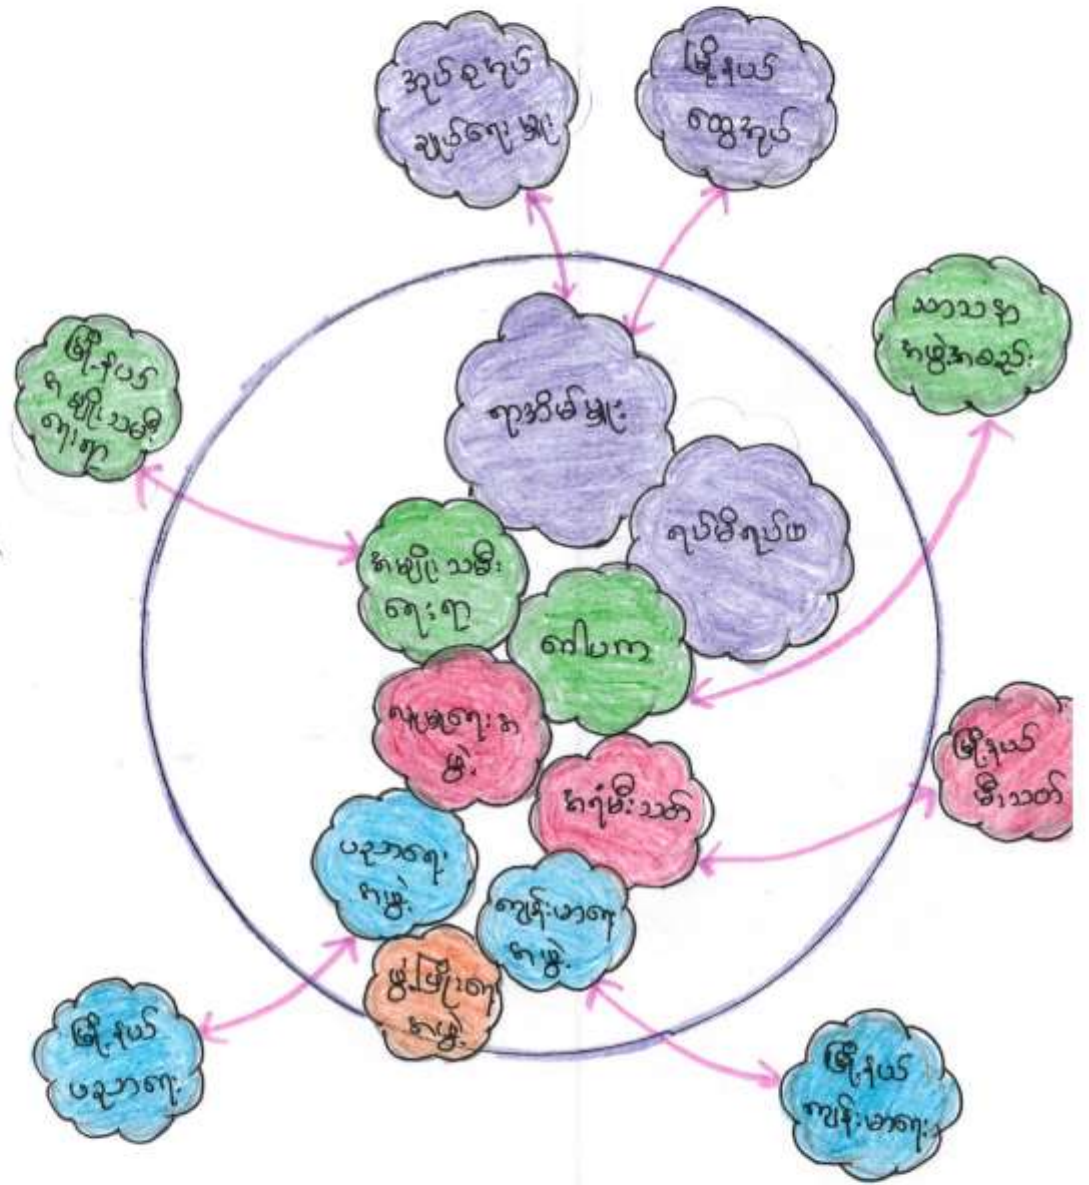 အုပ်စုအုပ်
ချုပ်ရေးမှူး
မြို့နယ်
ထွေအုပ်
သာသနာ
အဖွဲ့အစည်း
မြို့နယ်
အမျိုးသမီး
ရေးရာ
ရာအိမ်မှူး
ရပ်မိရပ်ဖ
အမျိုးသမီး
ရေးရာ
ဂေါပက
လူမှုရေးအ
ဖွဲ့
အရံမီးသတ်
မြို့နယ်
မီးသတ်
ပညာရေး
အဖွဲ့
ကျန်းမာရေး
အဖွဲ့
ဖွံ့ဖြိုးရေး
အဖွဲ့
မြို့နယ်
ပညာရေး
မြို့နယ်
ကျန်းမာရေး